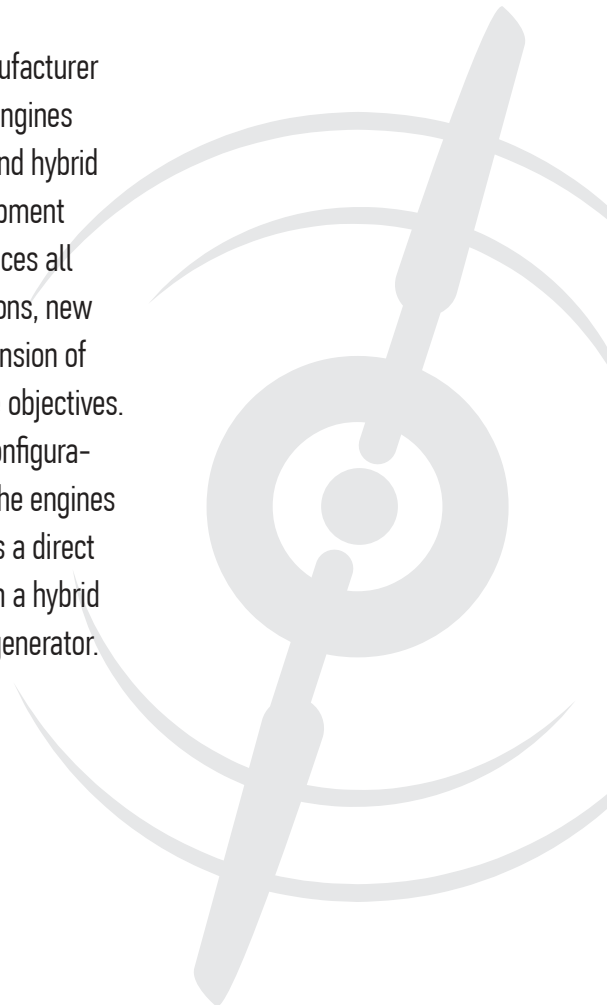 ufacturer
ngines
nd hybrid
pment
ces all
ons, new
nsion of
objectives.
onfigura-
he engines
s a direct
n a hybrid
generator.